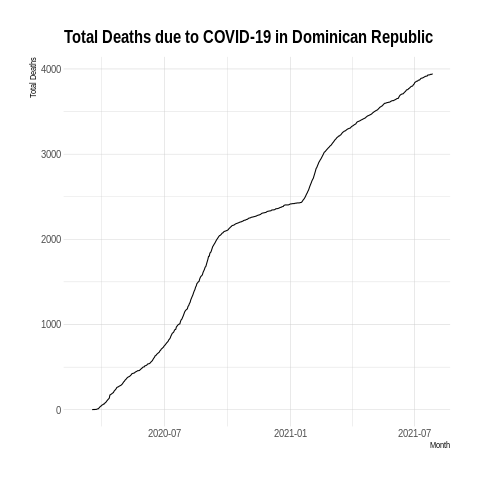 Total Deaths due to COVID-19 in Dominican Republic
Total Deaths
4000
3000
2000
1000
0
2020-07
2021-01
2021-07
Month